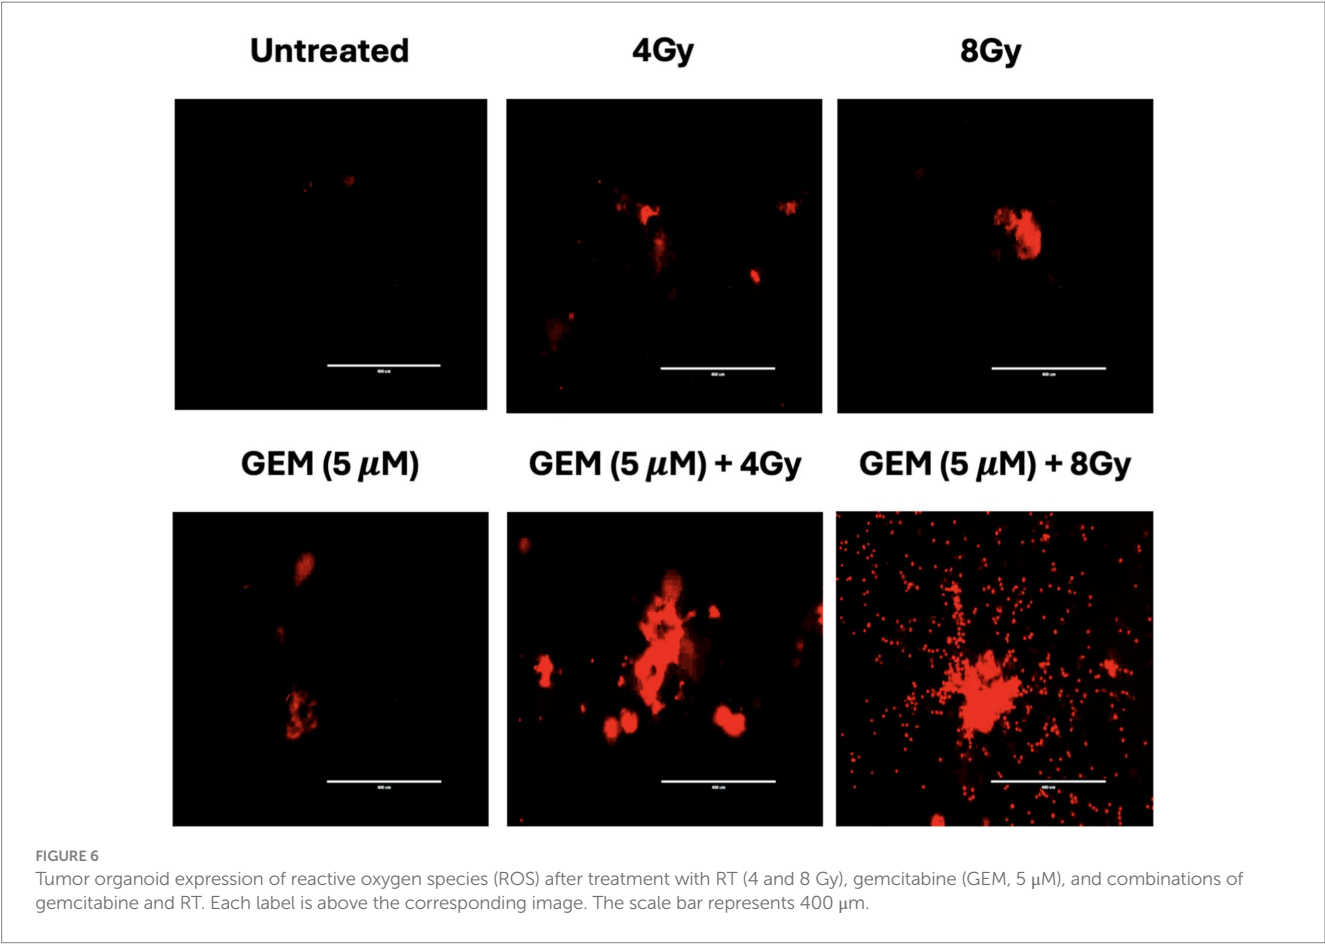 Untreated 4Gy 8Gy
GEM (5 μM) GEM (5 μM) + 4Gy GEM (5 μM) + 8Gy
FIGURE 6
Tumor organoid expression of reactive oxygen species (ROS) after treatment with RT (4 and 8 Gy), gemcitabine (GEM, 5 μM), and combinations of
gemcitabine and RT. Each label is above the corresponding image. The scale bar represents 400 μm.